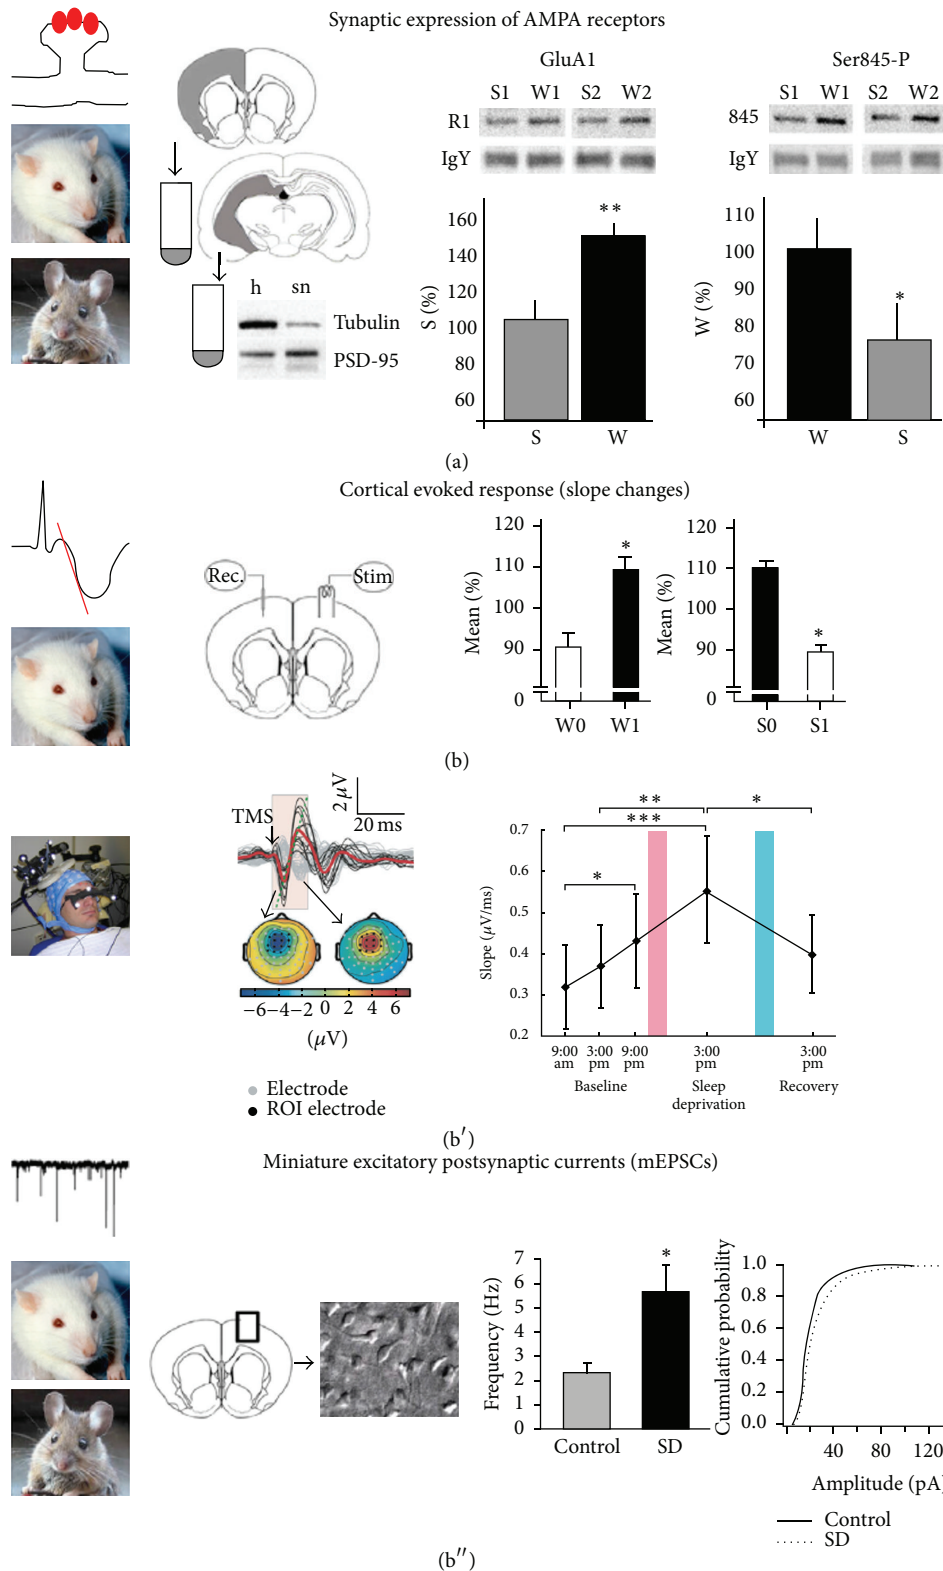 Synaptic expression of AMPA receptors
GluA1
Ser845-P
S1 W1 S2 W2
S1 W1 S2 W2
R1
845
IgY
IgY
h sn
Tubulin
PSD-95
160
140
120
100
80
60
S (%)
**
S W
110
100
90
80
70
60
W (%)
*
W S
(a)
Cortical evoked response (slope changes)
Rec.
Stim
120
110
100
90
0
Mean (%)
*
W0 W1
120
110
100
90
0
Mean (%)
*
S0 S1
(b)
TMS
2 μV
20 ms
−6 −4 −2 0 2 4 6
(μV)
Electrode
ROI electrode
** *
***
*
0.7
0.5
0.3
0.2
Slope (μV/ms)
9:00 am
3:00 pm
9:00 pm
3:00 pm
3:00 pm
Baseline
Sleep deprivation
Recovery
(b′)
Miniature excitatory postsynaptic currents (mEPSCs)
7
6
5
4
3
2
1
0
Frequency (Hz)
*
Control SD
1.0
0.8
0.6
0.4
0.2
0.0
Cumulative probability
40 80 120
Amplitude (pA)
Control
SD
(b″)